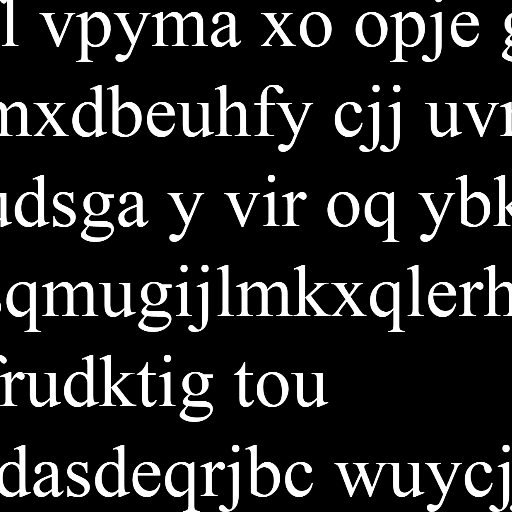 vpyma xo opje
mxdbeuhfy cjj
udsga y vir oq
sqmugijlmkxqlerh
frudktig tou
dasdeqrjbc wuycj